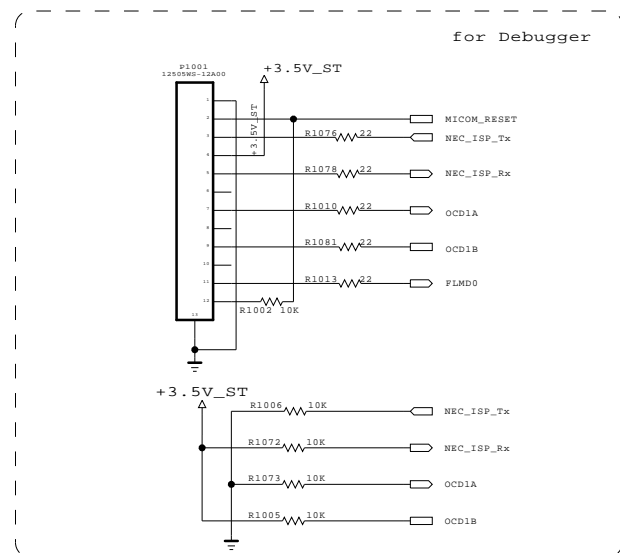 for Debugger
P1001
12505WS-12A00
+3.5V_ST
+3.5V_ST
1
2
MICOM_RESET
3
R1076
22
NEC_ISP_Tx
4
5
R1078
22
NEC_ISP_Rx
6
7
R1010
22
OCD1A
8
9
R1081
22
OCD1B
10
11
R1013
22
FLMD0
12
R1002 10K
13
+3.5V_ST
R1006
10K
NEC_ISP_Tx
R1072
10K
NEC_ISP_Rx
R1073
10K
OCD1A
R1005
10K
OCD1B